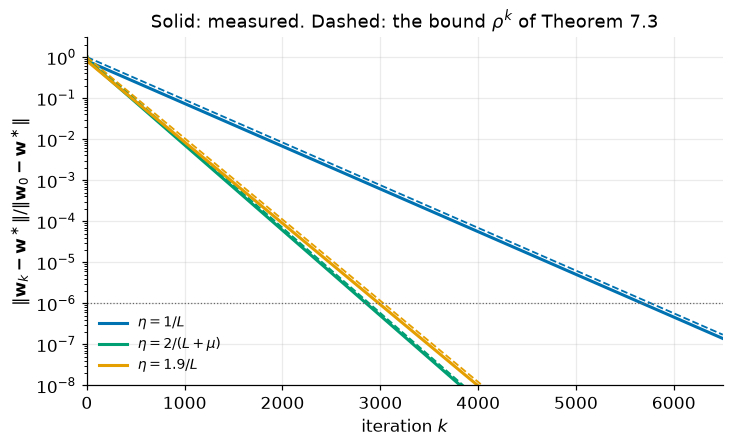 Solid: measured. Dashed: the bound ρ^k of Theorem 7.3
‖w_k − w*‖/‖w_0 − w*‖
10^0
10^−1
10^−2
10^−3
10^−4
10^−5
10^−6
10^−7
10^−8
η = 1/L
η = 2/(L + μ)
η = 1.9/L
0 1000 2000 3000 4000 5000 6000
iteration k